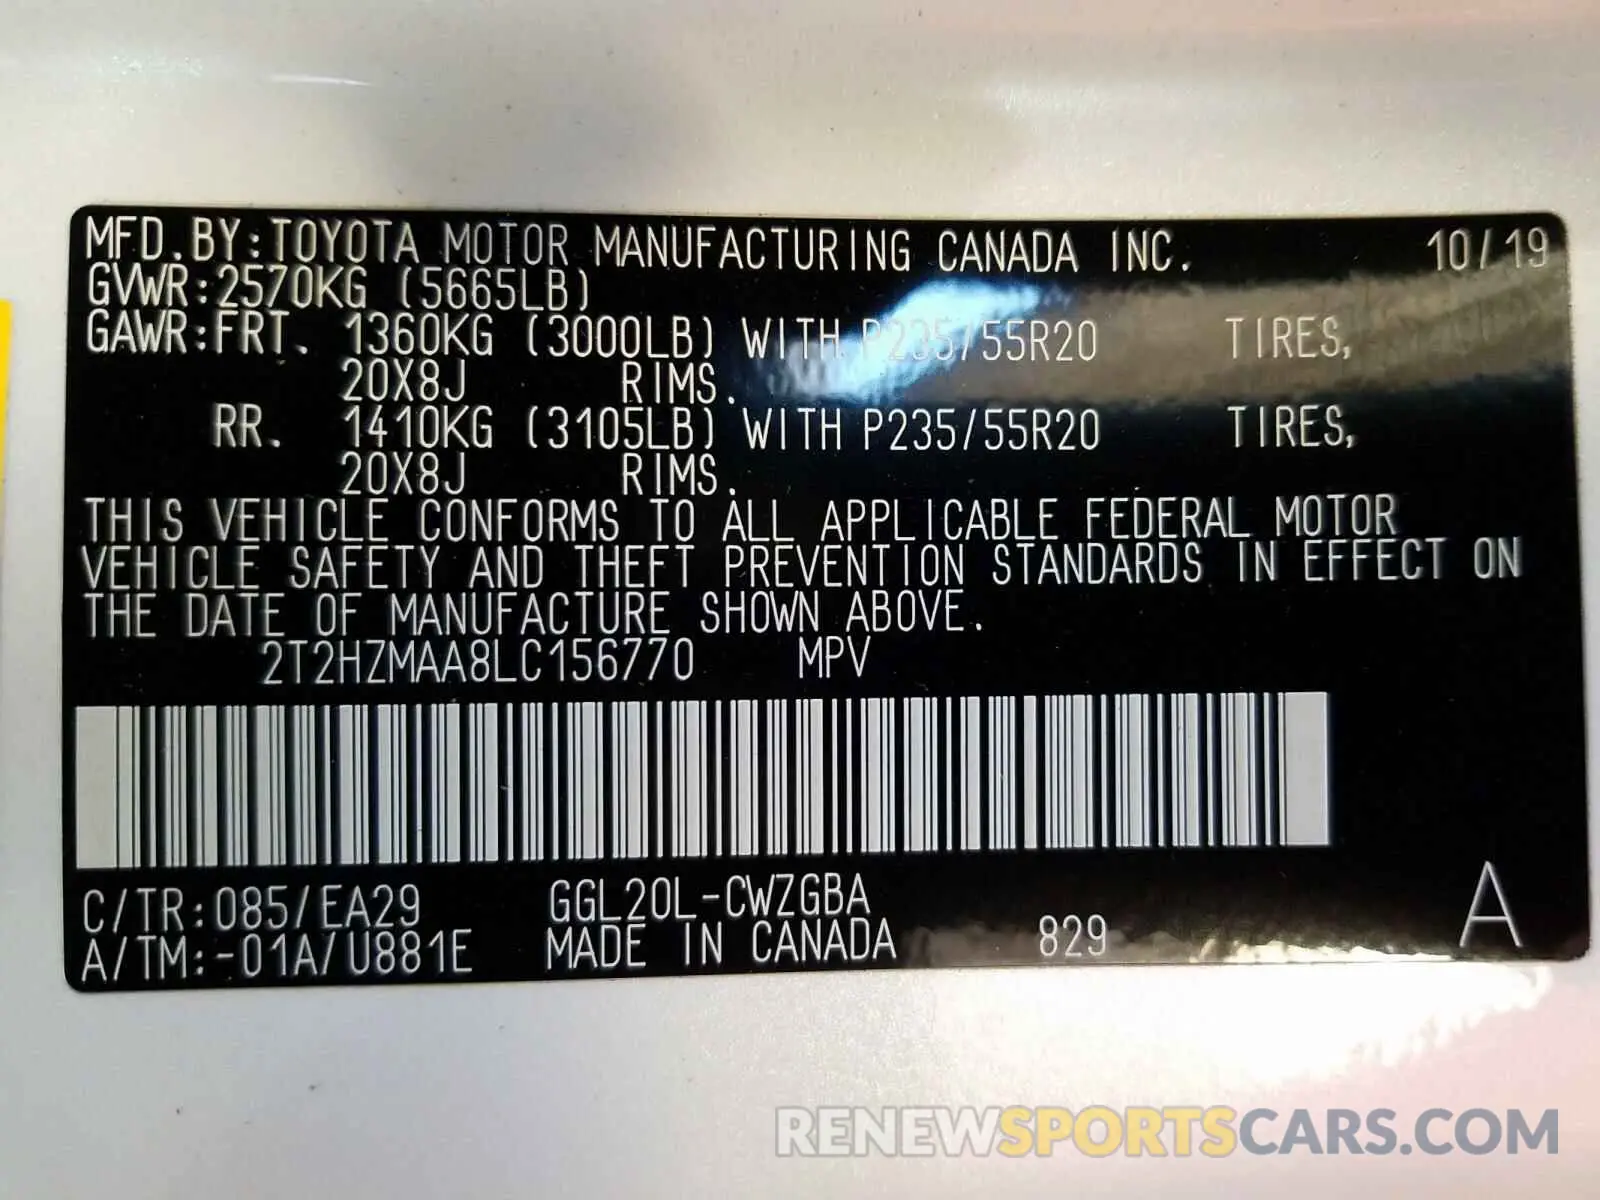 MFD.BY:TOYOTA MOTOR MANUFACTURING CANADA INC. 10/19
GVWR:2570KG (5665LB)
GAWR:FRT. 1360KG (3000LB) WITH P235/55R20 TIRES,
20X8J RIMS.
RR. 1410KG (3105LB) WITH P235/55R20 TIRES,
20X8J RIMS.
THIS VEHICLE CONFORMS TO ALL APPLICABLE FEDERAL MOTOR
VEHICLE SAFETY AND THEFT PREVENTION STANDARDS IN EFFECT ON
THE DATE OF MANUFACTURE SHOWN ABOVE.
2T2HZMAA8LC156770 MPV
C/TR:085/EA29 GGL20L-CWZGBA
A/TM:-01A/U881E MADE IN CANADA 829 A
RENEWSPORTSCARS.COM